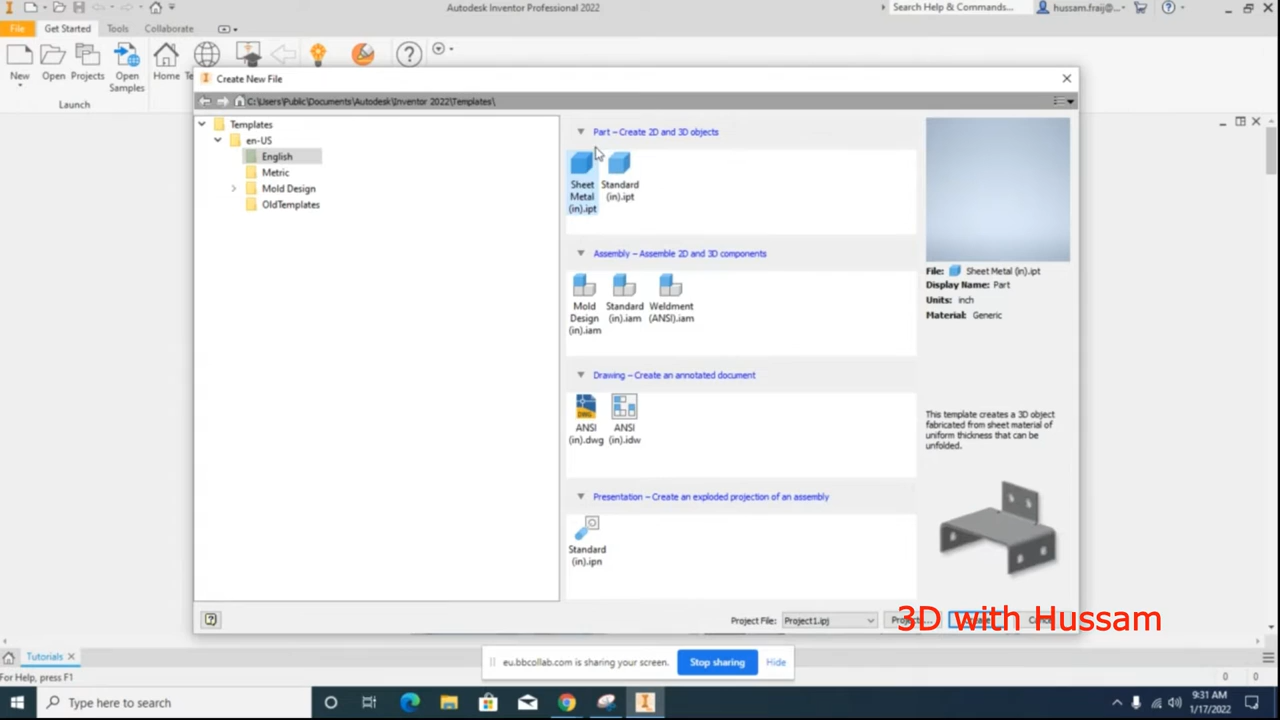 Autodesk Inventor Professional 2022
Search Help & Commands...
hussam.fraij@-...
File
Get Started
Tools
Collaborate
New
Open
Projects
Open
Samples
Home
Launch
Create New File
C:\Users\Public\Documents\Autodesk\Inventor 2022\Templates\
Templates
en-US
English
Metric
Mold Design
OldTemplates
Part – Create 2D and 3D objects
Sheet
Metal
(in).ipt
Standard
(in).ipt
Assembly – Assemble 2D and 3D components
Mold
Design
(in).iam
Standard
(in).iam
Weldment
(ANSI).iam
Drawing – Create an annotated document
DWG
ANSI
(in).dwg
ANSI
(in).idw
Presentation – Create an exploded projection of an assembly
Standard
(in).ipn
File: Sheet Metal (in).ipt
Display Name: Part
Units: inch
Material: Generic
This template creates a 3D object
fabricated from sheet material of
uniform thickness that can be
unfolded.
Project File: Project1.ipj
3D with Hussam
Tutorials
eu.bbcollab.com is sharing your screen.
Stop sharing
Hide
For Help, press F1
0 0
Type here to search
9:31 AM
1/17/2022